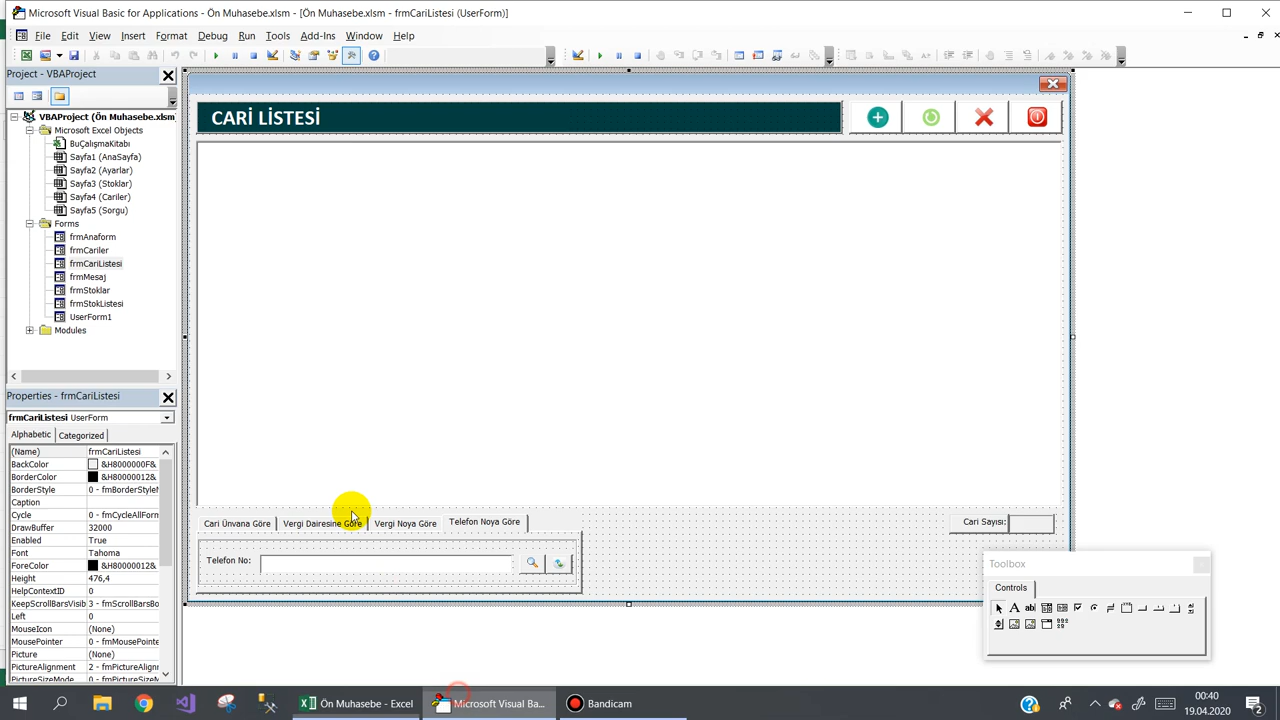 Microsoft Visual Basic for Applications - Ön Muhasebe.xlsm - [Ön Muhasebe.xlsm - frmCariListesi (UserForm)]
File Edit View Insert Format Debug Run Tools Add-Ins Window Help
Project - VBAProject
VBAProject (Ön Muhasebe.xlsm)
Microsoft Excel Objects
BuÇalışmaKitabı
Sayfa1 (AnaSayfa)
Sayfa2 (Ayarlar)
Sayfa3 (Stoklar)
Sayfa4 (Cariler)
Sayfa5 (Sorgu)
Forms
frmAnaform
frmCariler
frmCariListesi
frmMesaj
frmStoklar
frmStokListesi
UserForm1
Modules
Properties - frmCariListesi
frmCariListesi UserForm
Alphabetic Categorized
(Name) frmCariListesi
BackColor &H8000000F&
BorderColor &H80000012&
BorderStyle 0 - fmBorderStyle
Caption
Cycle 0 - fmCycleAllForm
DrawBuffer 32000
Enabled True
Font Tahoma
ForeColor &H80000012&
Height 476,4
HelpContextID 0
KeepScrollBarsVisib 3 - fmScrollBarsBo
Left 0
MouseIcon (None)
MousePointer 0 - fmMousePointe
Picture (None)
PictureAlignment 2 - fmPictureAlignm
PictureSizeMode 0 - fmPictureSizeM
CARİ LİSTESİ
Cari Ünvana Göre Vergi Dairesine Göre Vergi Noya Göre Telefon Noya Göre
Cari Sayısı:
Telefon No:
Toolbox
Controls
Ön Muhasebe - Excel
Microsoft Visual Ba...
Bandicam
00:40
19.04.2020
2